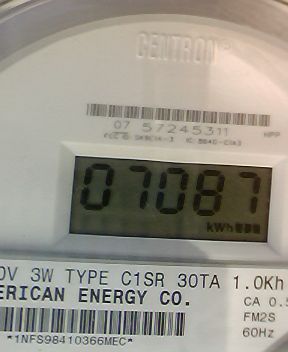 CENTRON®
07 57245311
HPP
07087
kWh
0V 3W TYPE C1SR 30TA 1.0Kh
ERICAN ENERGY CO.
CA 0.5
FM2S
60Hz
*1NFS98410366MEC*